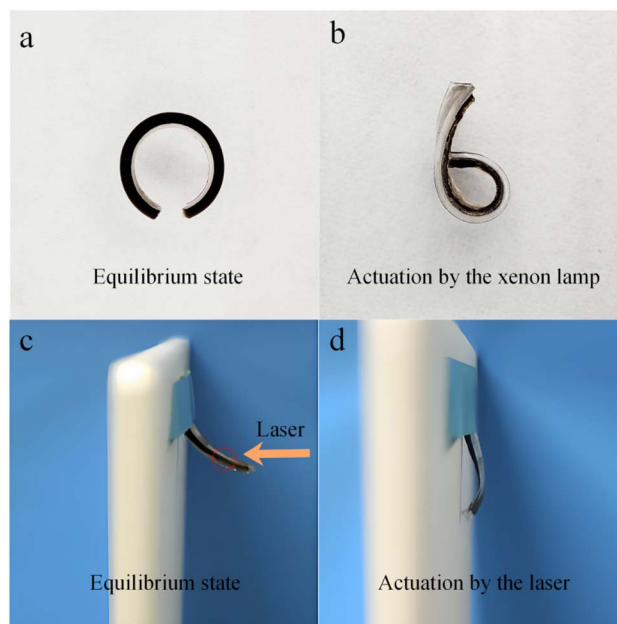 a
b
Equilibrium state
Actuation by the xenon lamp
c
d
Laser
Equilibrium state
Actuation by the laser